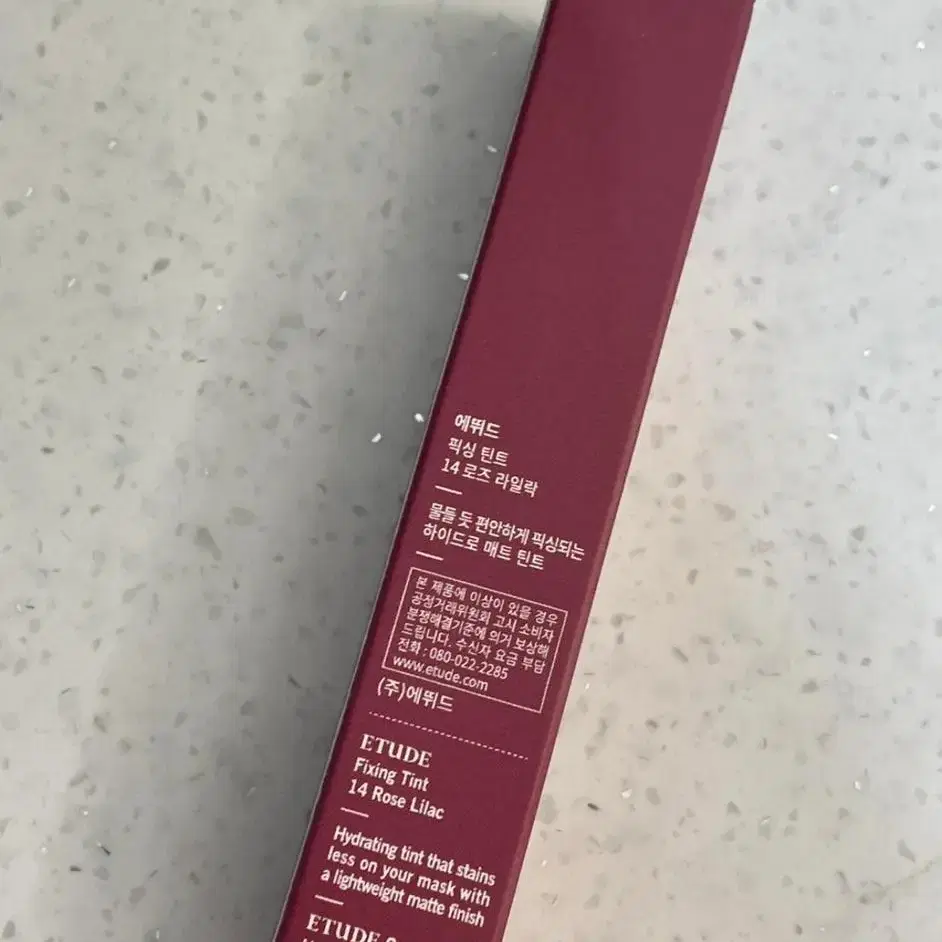 에뛰드
픽싱 틴트
14 로즈 라일락
물들 듯 편안하게 픽싱되는
하이드로 매트 틴트
본 제품에 이상이 있을 경우
공정거래위원회 고시 소비자
분쟁해결기준에 의거 보상해
드립니다. 수신자 요금 부담
전화 : 080-022-2285
www.etude.com
(주)에뛰드
ETUDE
Fixing Tint
14 Rose Lilac
Hydrating tint that stains
less on your mask with
a lightweight matte finish
ETUDE